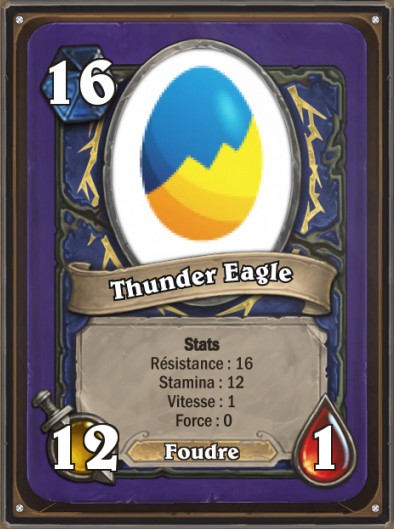 16
Thunder Eagle
Stats
Résistance : 16
Stamina : 12
Vitesse : 1
Force : 0
12
Foudre
1